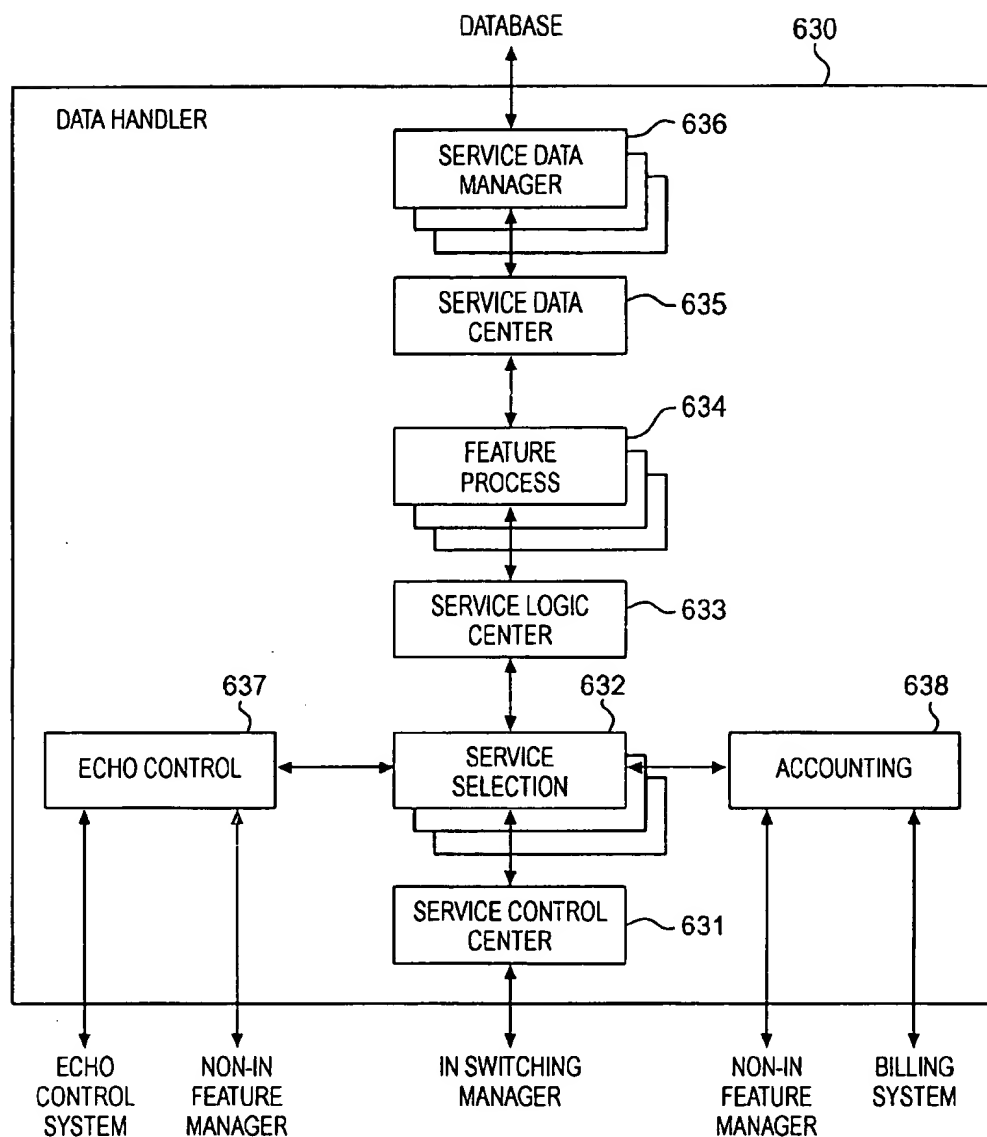 DATABASE
630
DATA HANDLER
636
SERVICE DATA
MANAGER
SERVICE DATA
CENTER
635
634
FEATURE
PROCESS
SERVICE LOGIC
CENTER
633
637
632
638
ECHO CONTROL
SERVICE
SELECTION
ACCOUNTING
SERVICE CONTROL
CENTER
631
ECHO
CONTROL
SYSTEM
NON-IN
FEATURE
MANAGER
IN SWITCHING
MANAGER
NON-IN
FEATURE
MANAGER
BILLING
SYSTEM